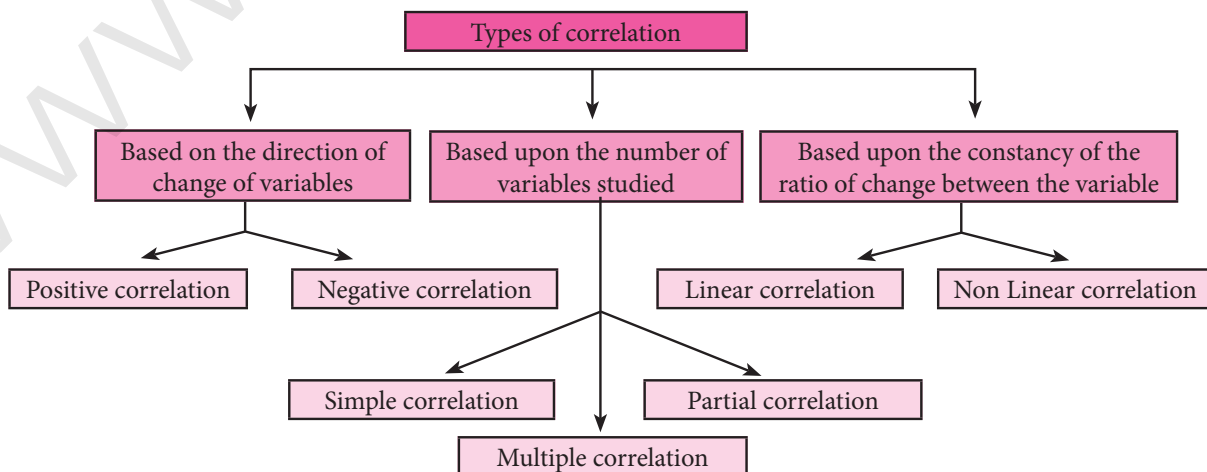 Types of correlation
Based on the direction of
change of variables
Based upon the number of
variables studied
Based upon the constancy of the
ratio of change between the variable
Positive correlation
Negative correlation
Linear correlation
Non Linear correlation
Simple correlation
Partial correlation
Multiple correlation